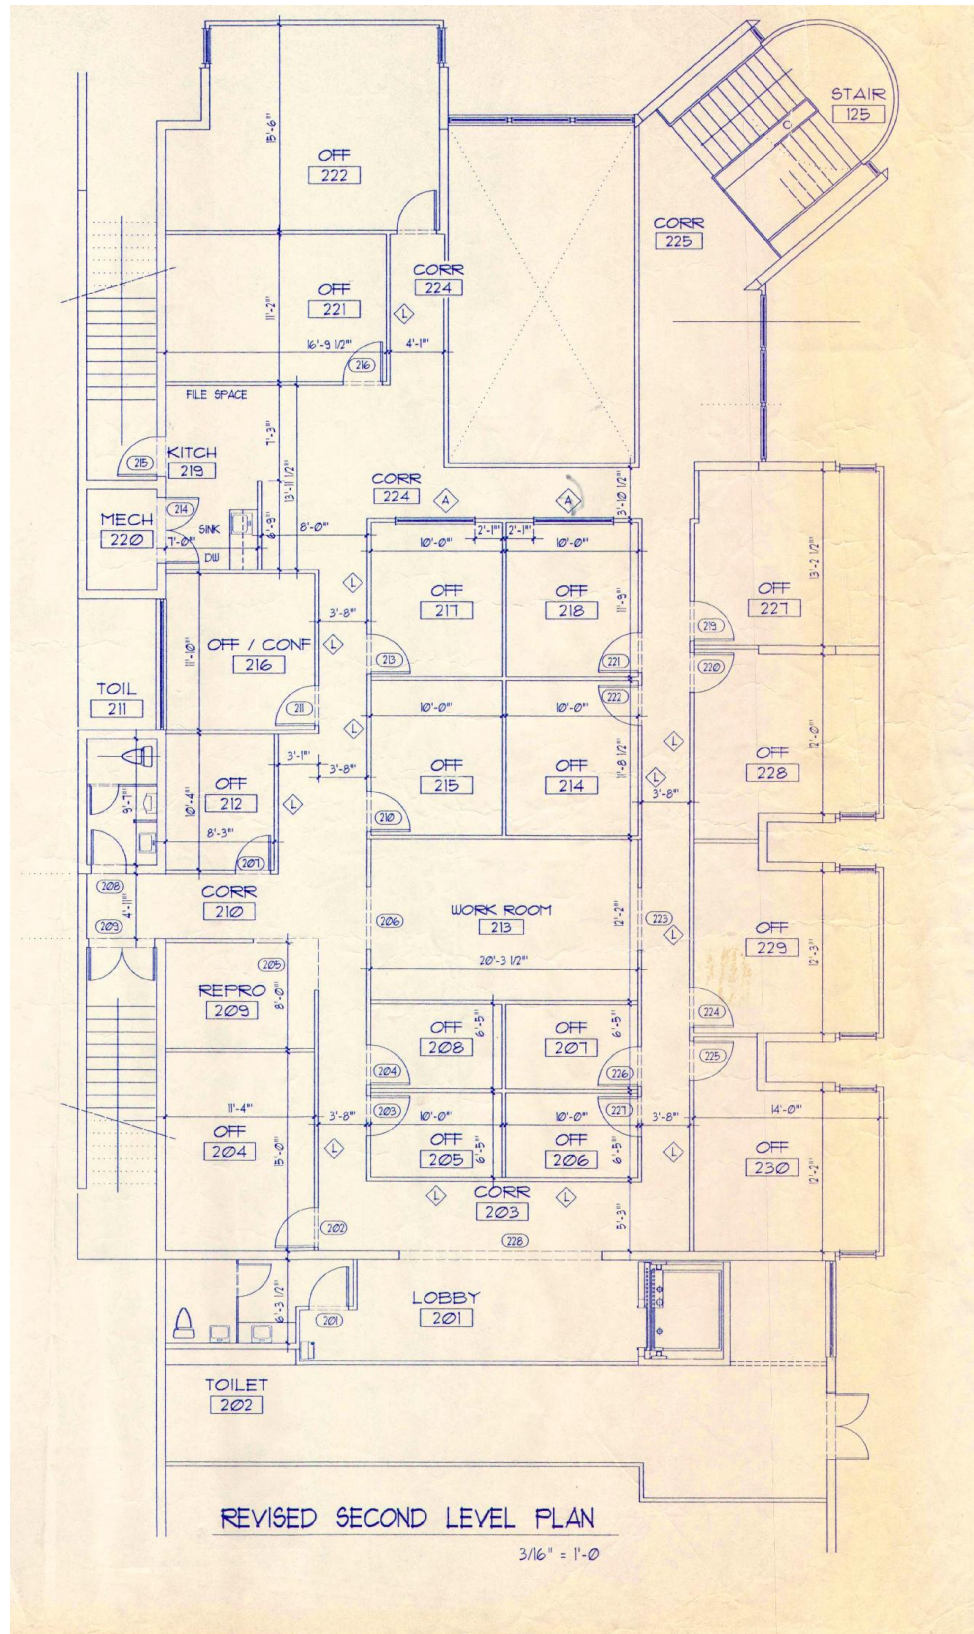 STAIR
125
15'-6"
OFF
222
CORR
225
CORR
224
OFF
221
11'-2"
L
16'-9 1/2"
4'-1"
216
FILE SPACE
7'-3"
KITCH
219
215
13'-11 1/2"
CORR
224
A
A
3'-10 1/2"
214
MECH
220
SINK
7'-0"
DW
6'-9"
8'-0"
2'-1"
2'-1"
10'-0"
10'-0"
13'-2 1/2"
L
OFF
217
OFF
218
11'-9"
OFF
227
3'-8"
219
11'-10"
OFF / CONF
216
L
213
221
220
TOIL
211
222
211
10'-0"
10'-0"
L
L
12'-0"
3'-1"
3'-8"
OFF
215
OFF
214
11'-8 1/2"
OFF
228
OFF
212
10'-4"
9'-7"
L
L
3'-8"
210
8'-3"
207
208
CORR
210
4'-11"
209
206
WORK ROOM
213
12'-2"
223
L
OFF
229
12'-3"
205
20'-3 1/2"
REPRO
209
8'-0"
224
OFF
208
6'-5"
OFF
207
6'-5"
225
204
226
203
227
11'-4"
3'-8"
10'-0"
10'-0"
3'-8"
14'-0"
OFF
204
15'-0"
L
OFF
205
6'-5"
OFF
206
6'-5"
L
OFF
230
12'-2"
L
CORR
203
L
5'-3"
202
228
6'-3 1/2"
LOBBY
201
201
TOILET
202
REVISED SECOND LEVEL PLAN
3/16" = 1'-0